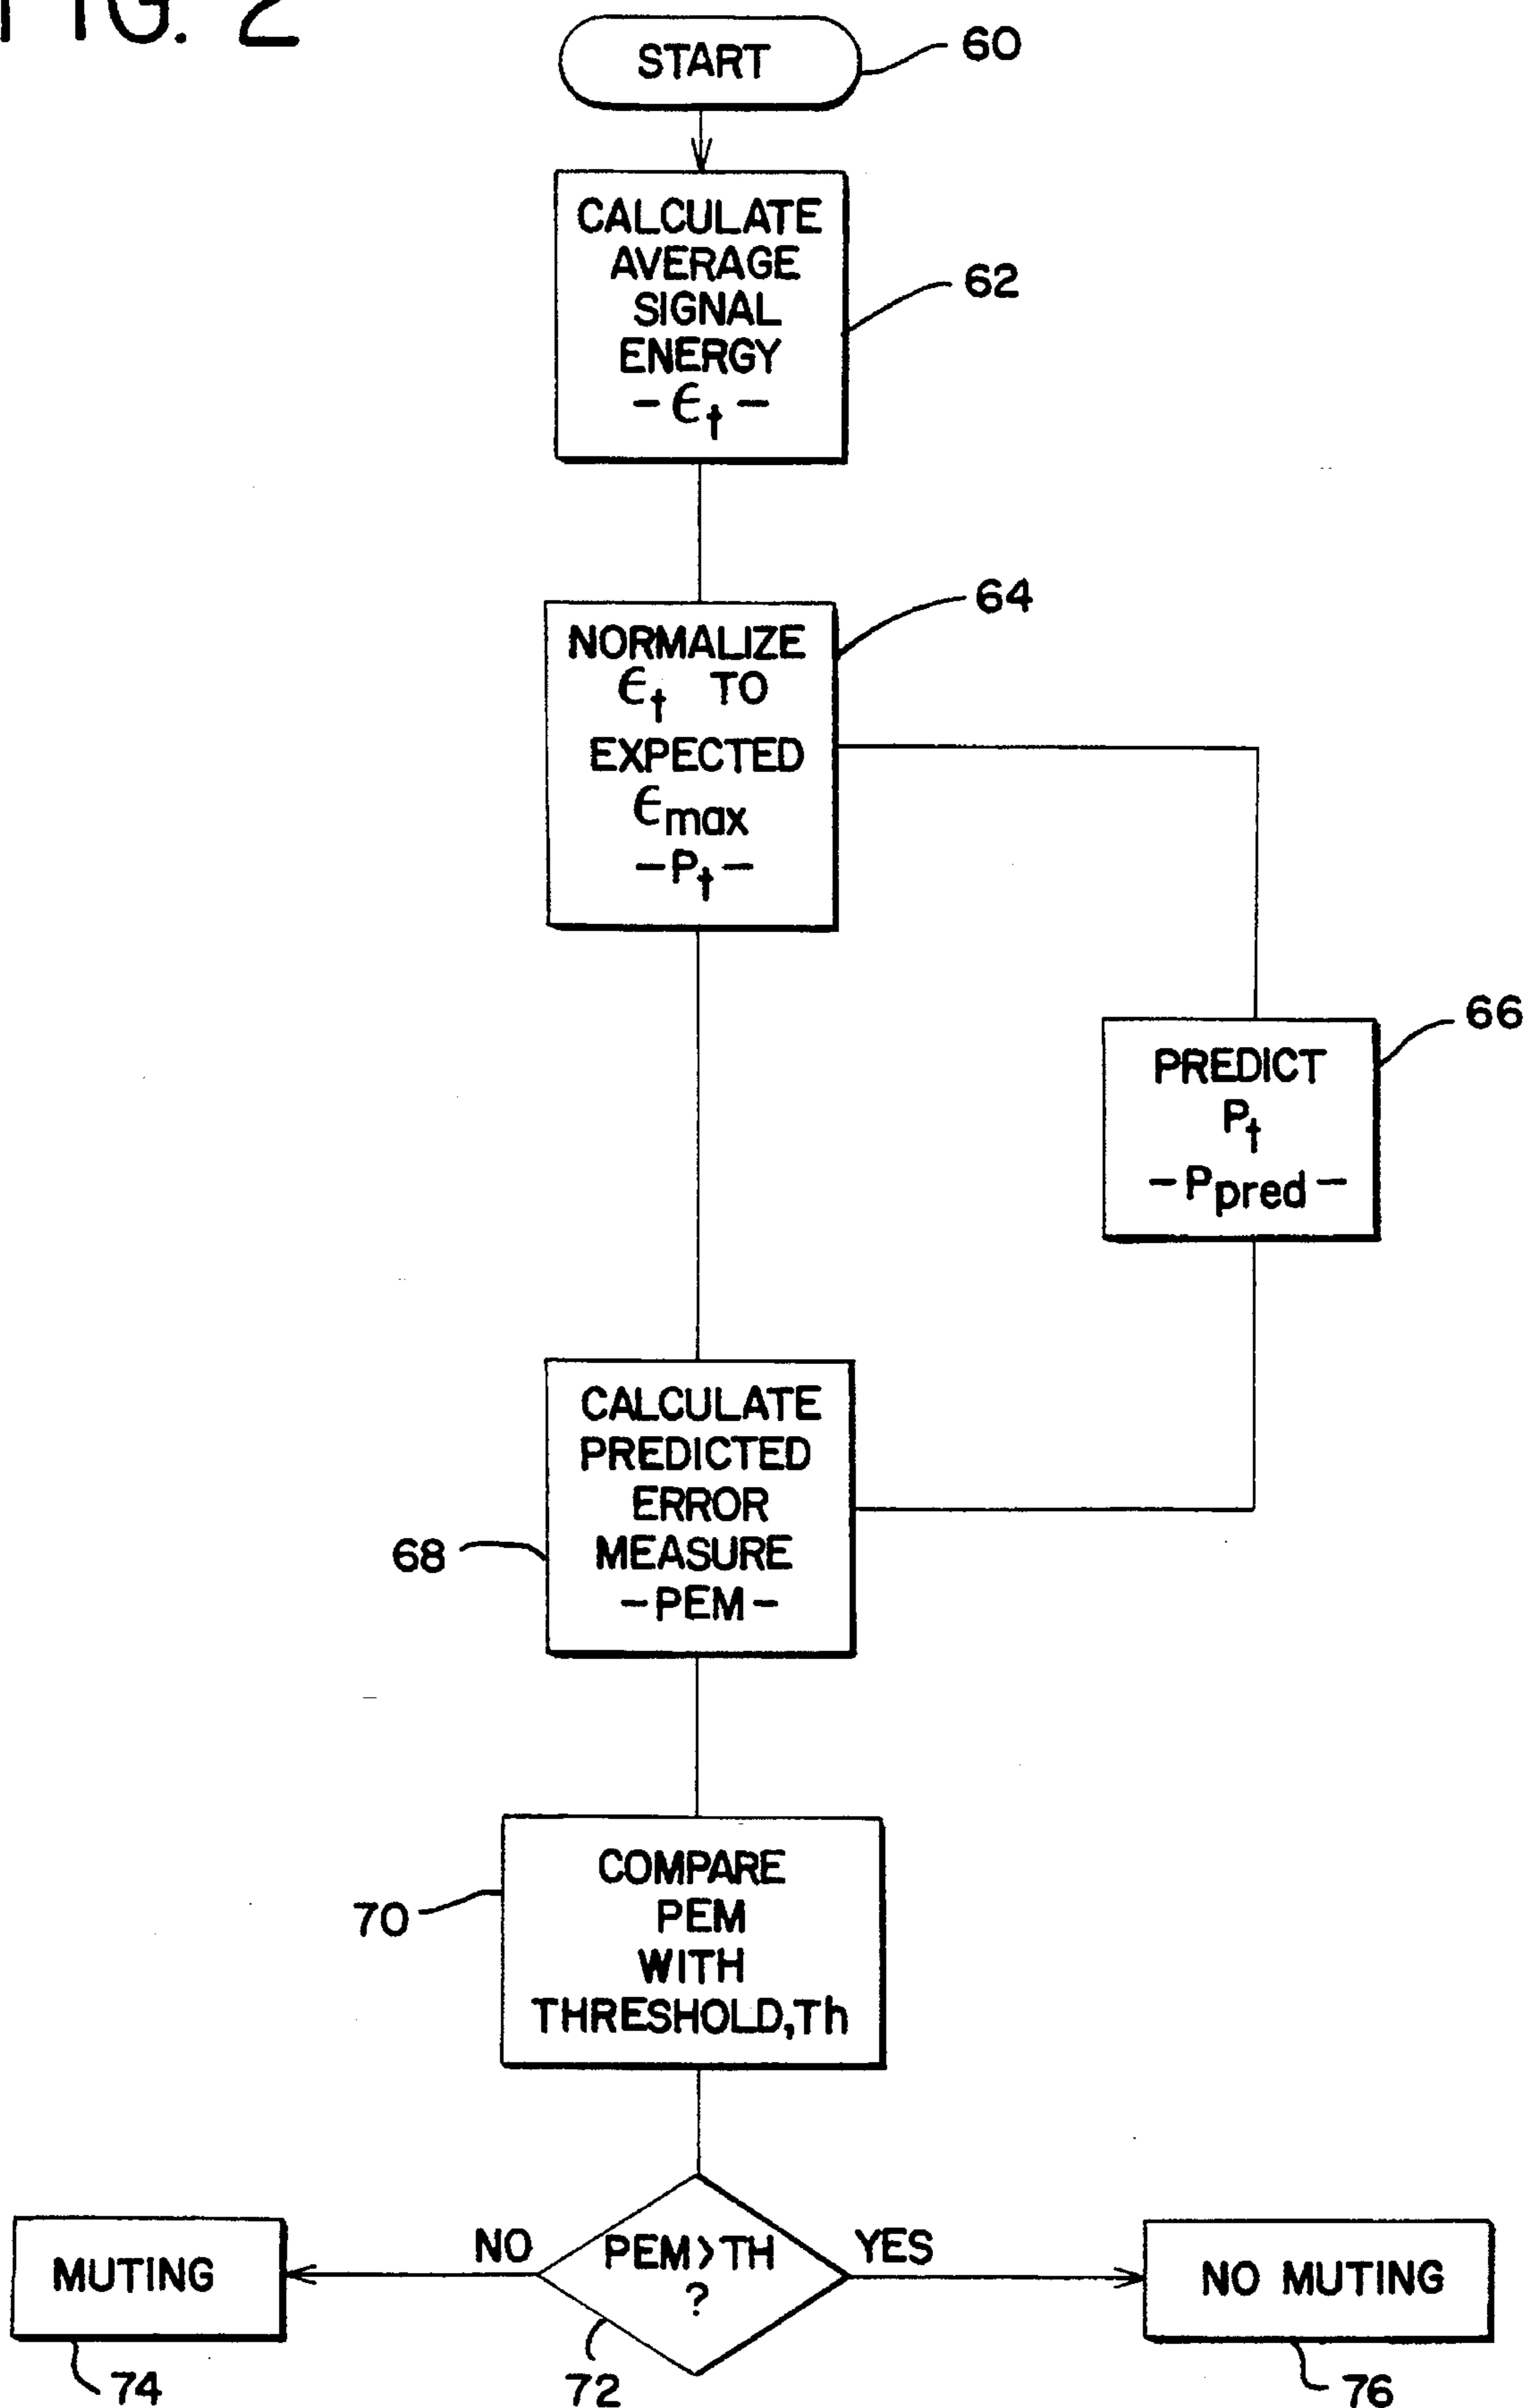 FIG. 2
START
60
CALCULATE
AVERAGE
SIGNAL
ENERGY
- ϵt -
62
NORMALIZE
ϵt TO
EXPECTED
ϵmax
-Pt-
64
PREDICT
Pt
-Ppred-
66
CALCULATE
PREDICTED
ERROR
MEASURE
-PEM-
68
COMPARE
PEM
WITH
THRESHOLD,Th
70
PEM>TH
?
72
NO
YES
MUTING
74
NO MUTING
76